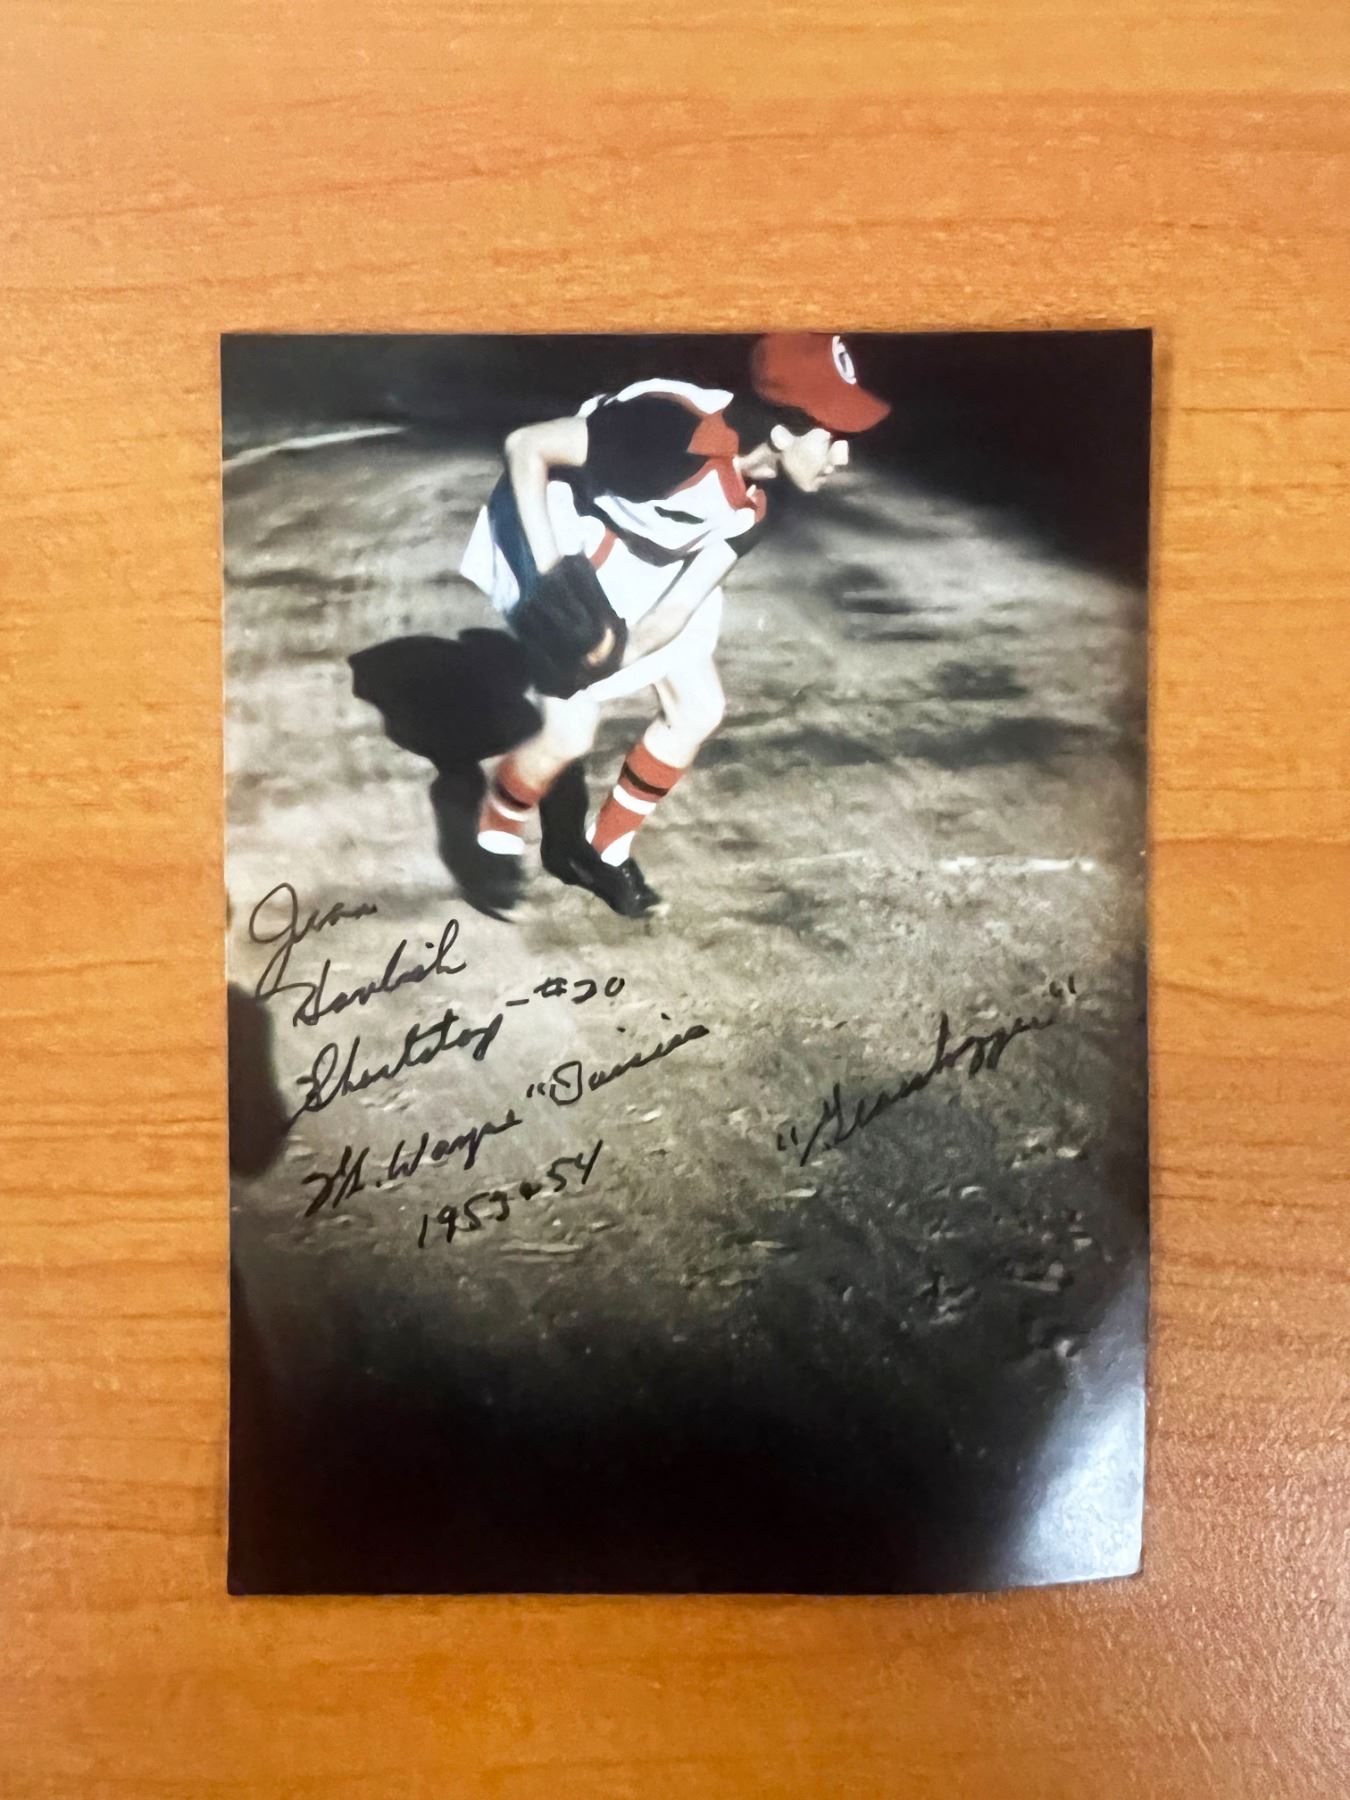 Jean
Havlish
Shortstop - #20
Ft. Wayne "Daisies
1953 & 54
"Grasshopper"